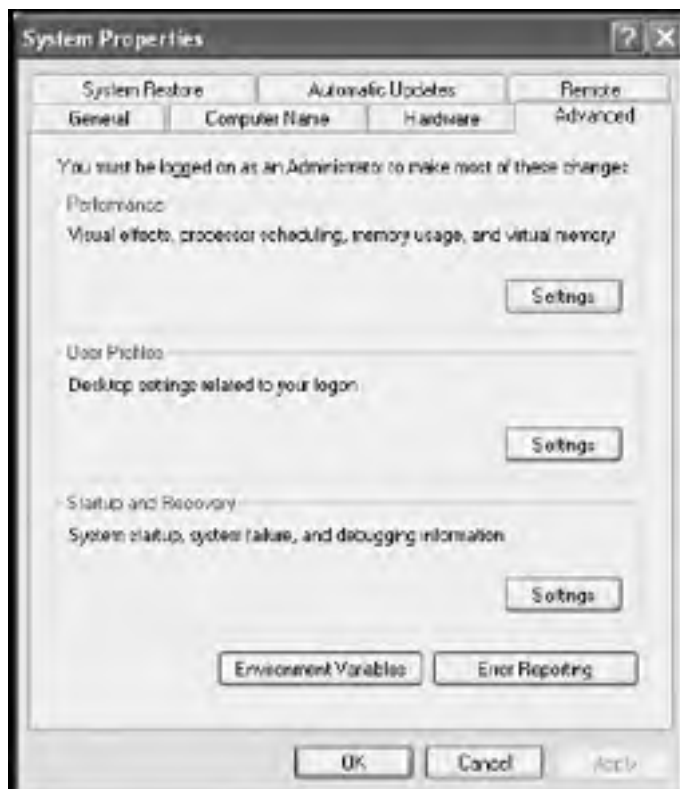 System Properties
System Restore Automatic Updates Remote
General Computer Name Hardware Advanced
You must be logged on as an Administrator to make most of these changes
Performance
Visual effects, processor scheduling, memory usage, and virtual memory
Settings
User Profiles
Desktop settings related to your logon
Settings
Startup and Recovery
System startup, system failure, and debugging information
Settings
Environment Variables Error Reporting
OK Cancel Apply